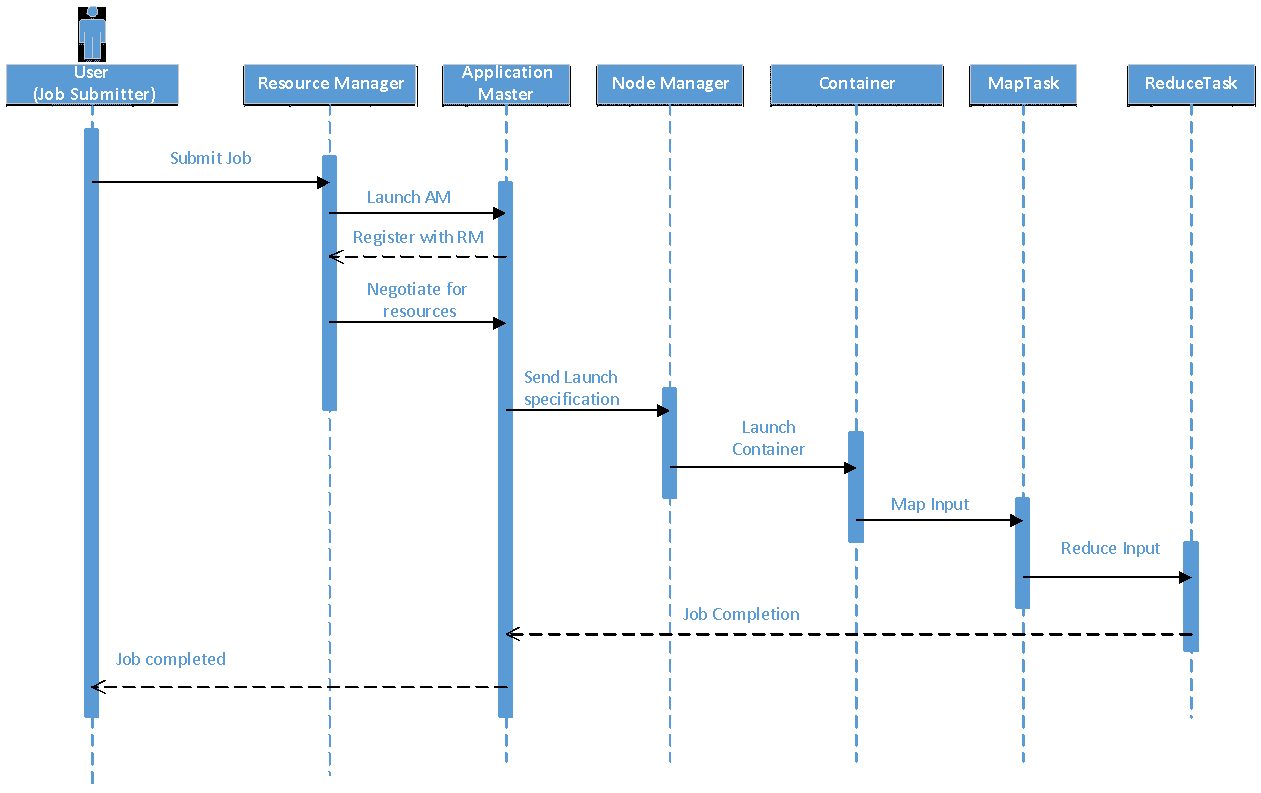 User
(Job Submitter)
Resource Manager
Application
Master
Node Manager
Container
MapTask
ReduceTask
Submit Job
Launch AM
Register with RM
Negotiate for
resources
Send Launch
specification
Launch
Container
Map Input
Reduce Input
Job Completion
Job completed